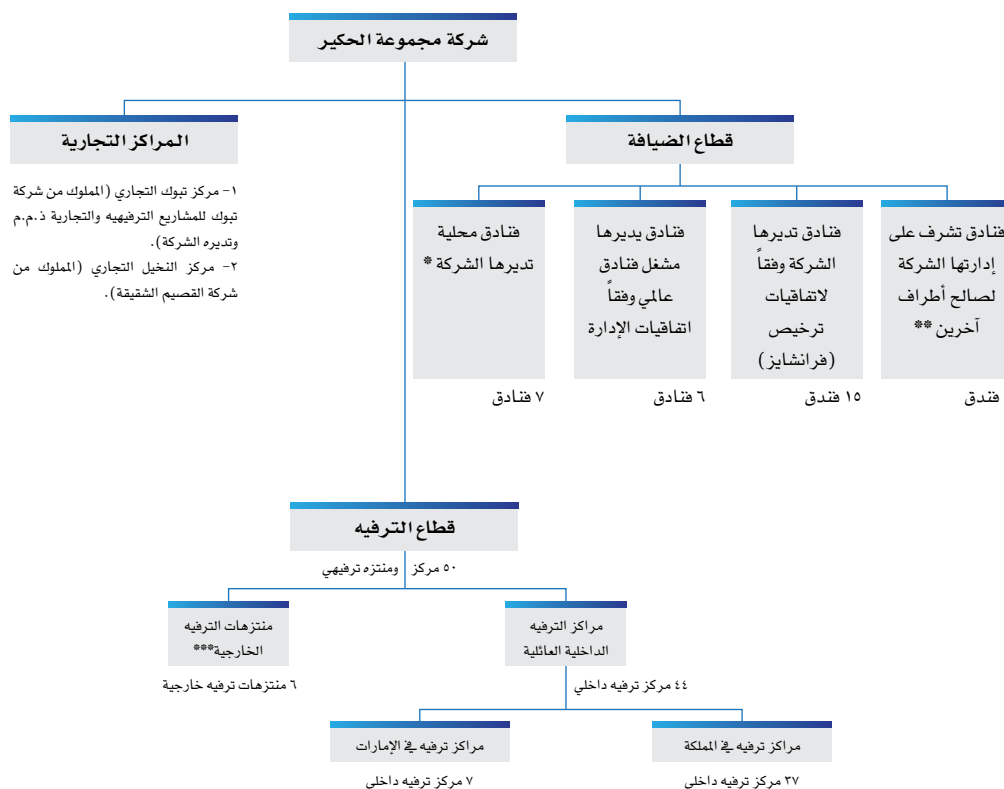 شركة مجموعة الحكير
قطاع الضيافة
المراكز التجارية
١- مركز تبوك التجاري (المملوك من شركة
تبوك للمشاريع الترفيهيه والتجارية ذ.م.م
وتديره الشركة).
٢- مركز النخيل التجاري (المملوك من
شركة القصيم الشقيقة).
فنادق تشرف على
إدارتها الشركة
لصالح أطراف
آخرين **
فندق
فنادق تديرها
الشركة وفقاً
لاتفاقيات
ترخيص
(فرانشايز)
١٥ فندق
فنادق يديرها
مشغل فنادق
عالمي وفقاً
اتفاقيات الإدارة
٦ فنادق
فنادق محلية
تديرها الشركة *
٧ فنادق
قطاع الترفيه
٥٠ مركز ومنتزه ترفيهي
مراكز الترفيه
الداخلية العائلية
٤٤ مركز ترفيه داخلي
منتزهات الترفيه
الخارجية***
٦ منتزهات ترفيه خارجية
مراكز ترفيه في المملكة
٣٧ مركز ترفيه داخلى
مراكز ترفيه في الإمارات
٧ مركز ترفيه داخلى